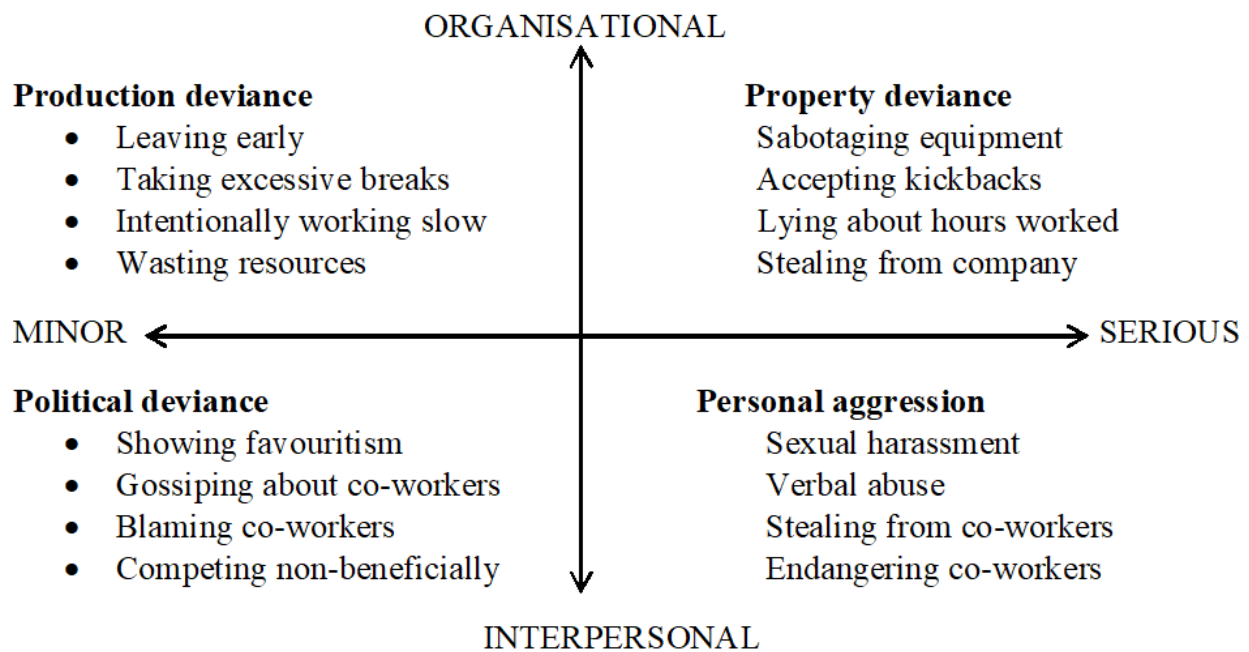 ORGANISATIONAL
Production deviance
• Leaving early
• Taking excessive breaks
• Intentionally working slow
• Wasting resources
Property deviance
Sabotaging equipment
Accepting kickbacks
Lying about hours worked
Stealing from company
MINOR
SERIOUS
Political deviance
• Showing favouritism
• Gossiping about co-workers
• Blaming co-workers
• Competing non-beneficially
Personal aggression
Sexual harassment
Verbal abuse
Stealing from co-workers
Endangering co-workers
INTERPERSONAL